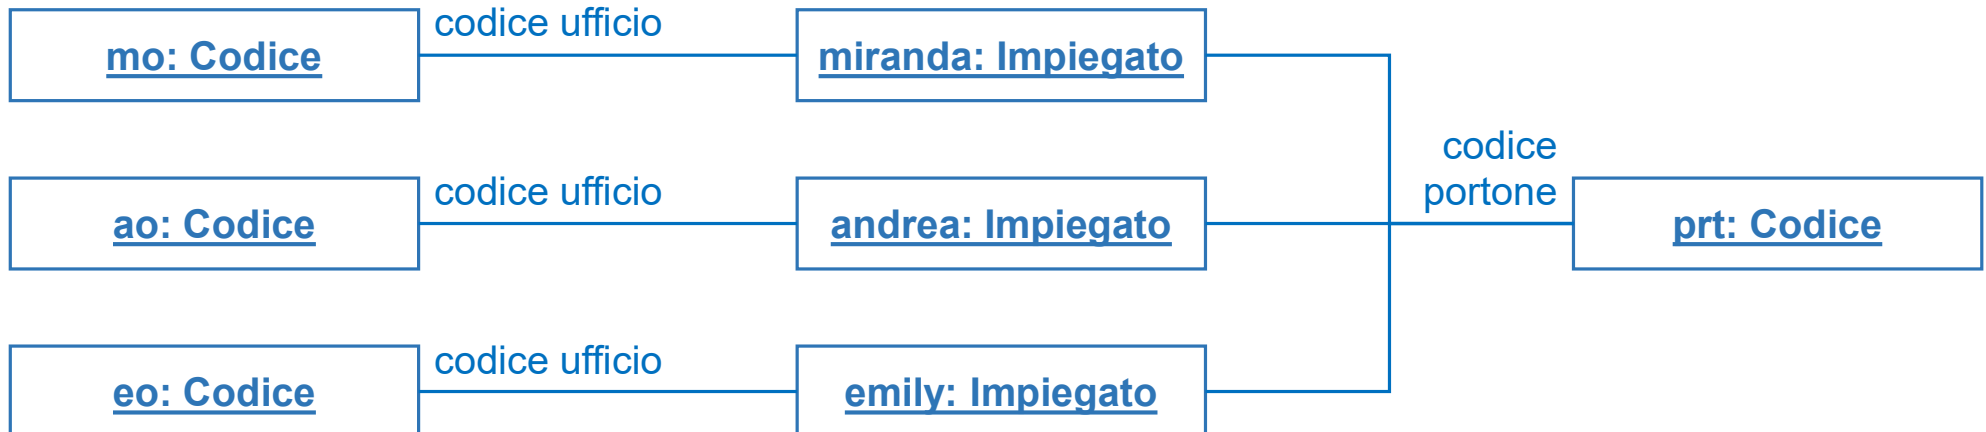 codice ufficio
mo: Codice
miranda: Impiegato
codice
portone
codice ufficio
ao: Codice
andrea: Impiegato
prt: Codice
codice ufficio
eo: Codice
emily: Impiegato